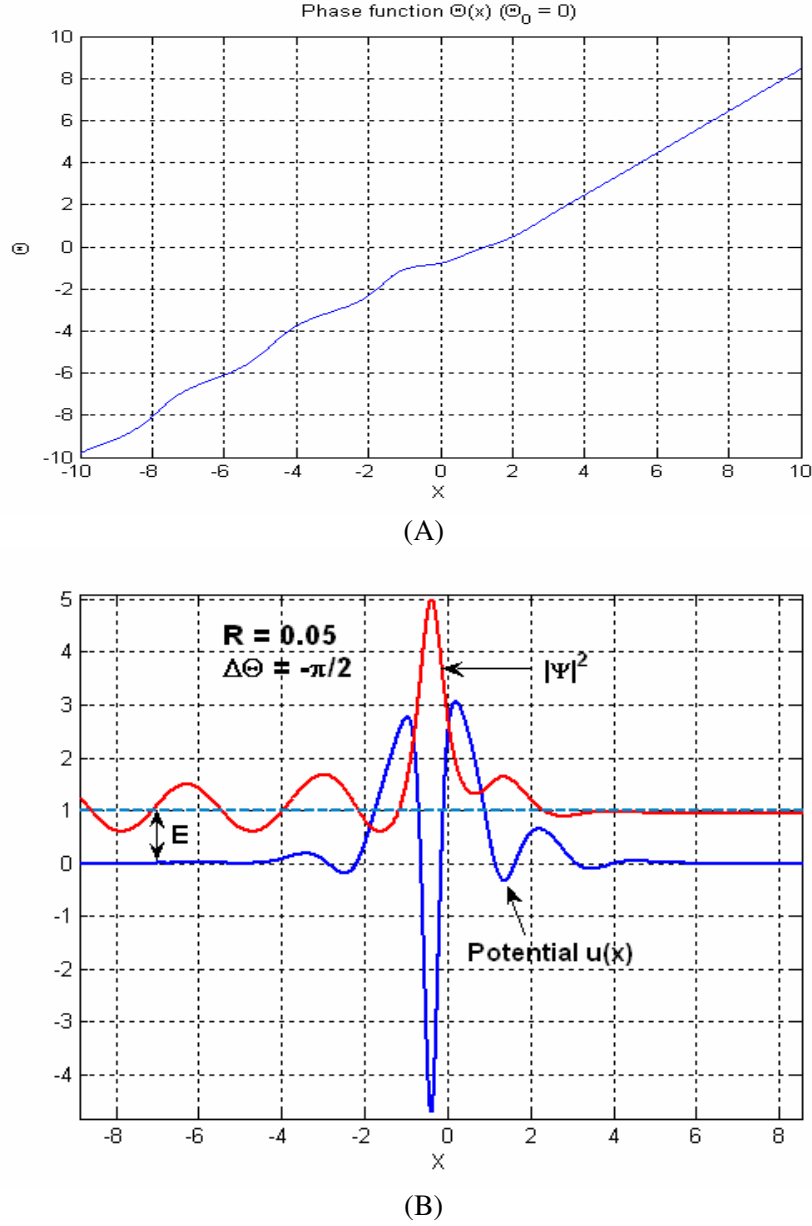 Phase function Θ(x) (Θ₀ = 0)
10
8
6
4
2
0
-2
-4
-6
-8
-10
Θ
-10 -8 -6 -4 -2 0 2 4 6 8 10
X
(A)
5
4
3
2
1
0
-1
-2
-3
-4
R = 0.05
ΔΘ = -π/2
|Ψ|²
E
Potential u(x)
-8 -6 -4 -2 0 2 4 6 8
X
(B)